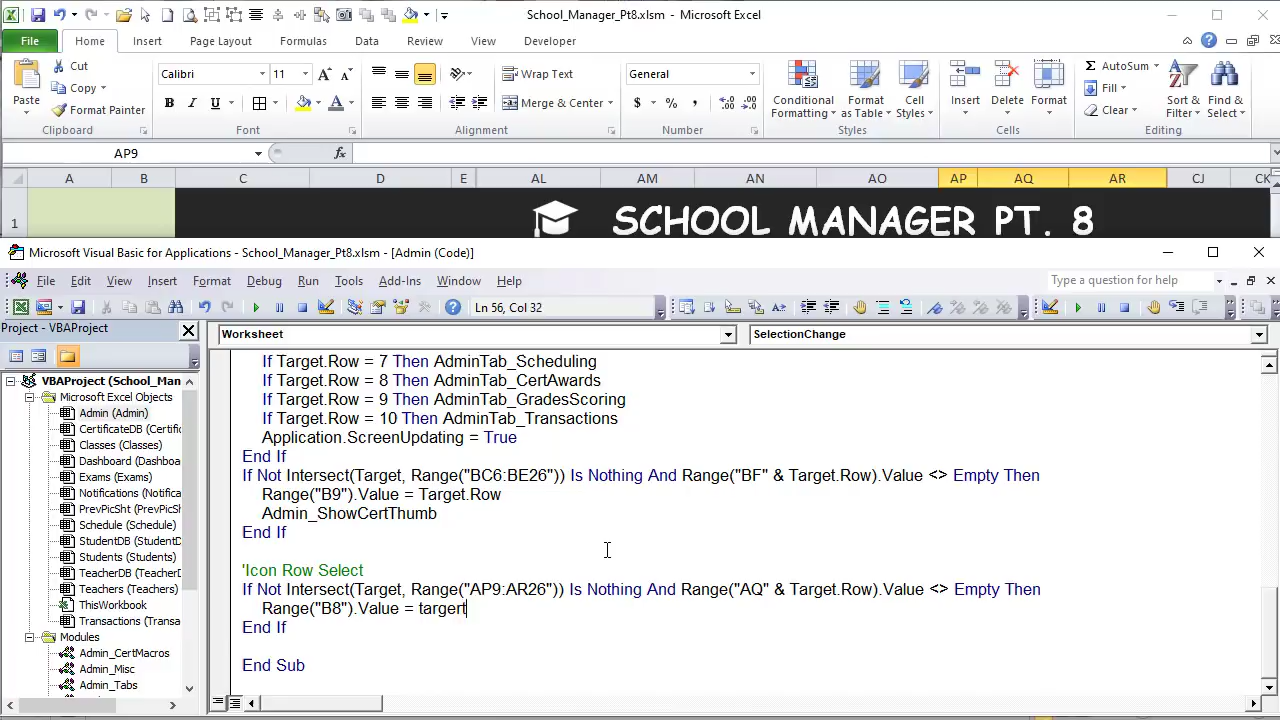 School_Manager_Pt8.xlsm - Microsoft Excel
File Home Insert Page Layout Formulas Data Review View Developer
Cut
Copy
Format Painter
Paste
Clipboard
Calibri 11
B I U
Font
Wrap Text
Merge & Center
Alignment
General
$ % ,
Number
Conditional Formatting
Format as Table
Cell Styles
Styles
Insert Delete Format
Cells
AutoSum
Fill
Clear
Sort & Filter
Find & Select
Editing
AP9 fx
A B C D E AL AM AN AO AP AQ AR CJ CK
1 SCHOOL MANAGER PT. 8
Microsoft Visual Basic for Applications - School_Manager_Pt8.xlsm - [Admin (Code)]
File Edit View Insert Format Debug Run Tools Add-Ins Window Help Type a question for help
Ln 56, Col 32
Project - VBAProject
Worksheet SelectionChange
VBAProject (School_Man
Microsoft Excel Objects
Admin (Admin)
CertificateDB (Certifica
Classes (Classes)
Dashboard (Dashboard
Exams (Exams)
Notifications (Notifica
PrevPicSht (PrevPicSht
Schedule (Schedule)
StudentDB (StudentDB
Students (Students)
TeacherDB (TeacherDB
Teachers (Teachers)
ThisWorkbook
Transactions (Transa
Modules
Admin_CertMacros
Admin_Misc
Admin_Tabs
If Target.Row = 7 Then AdminTab_Scheduling
If Target.Row = 8 Then AdminTab_CertAwards
If Target.Row = 9 Then AdminTab_GradesScoring
If Target.Row = 10 Then AdminTab_Transactions
Application.ScreenUpdating = True
End If
If Not Intersect(Target, Range("BC6:BE26")) Is Nothing And Range("BF" & Target.Row).Value <> Empty Then
Range("B9").Value = Target.Row
Admin_ShowCertThumb
End If
'Icon Row Select
If Not Intersect(Target, Range("AP9:AR26")) Is Nothing And Range("AQ" & Target.Row).Value <> Empty Then
Range("B8").Value = targert
End If
End Sub